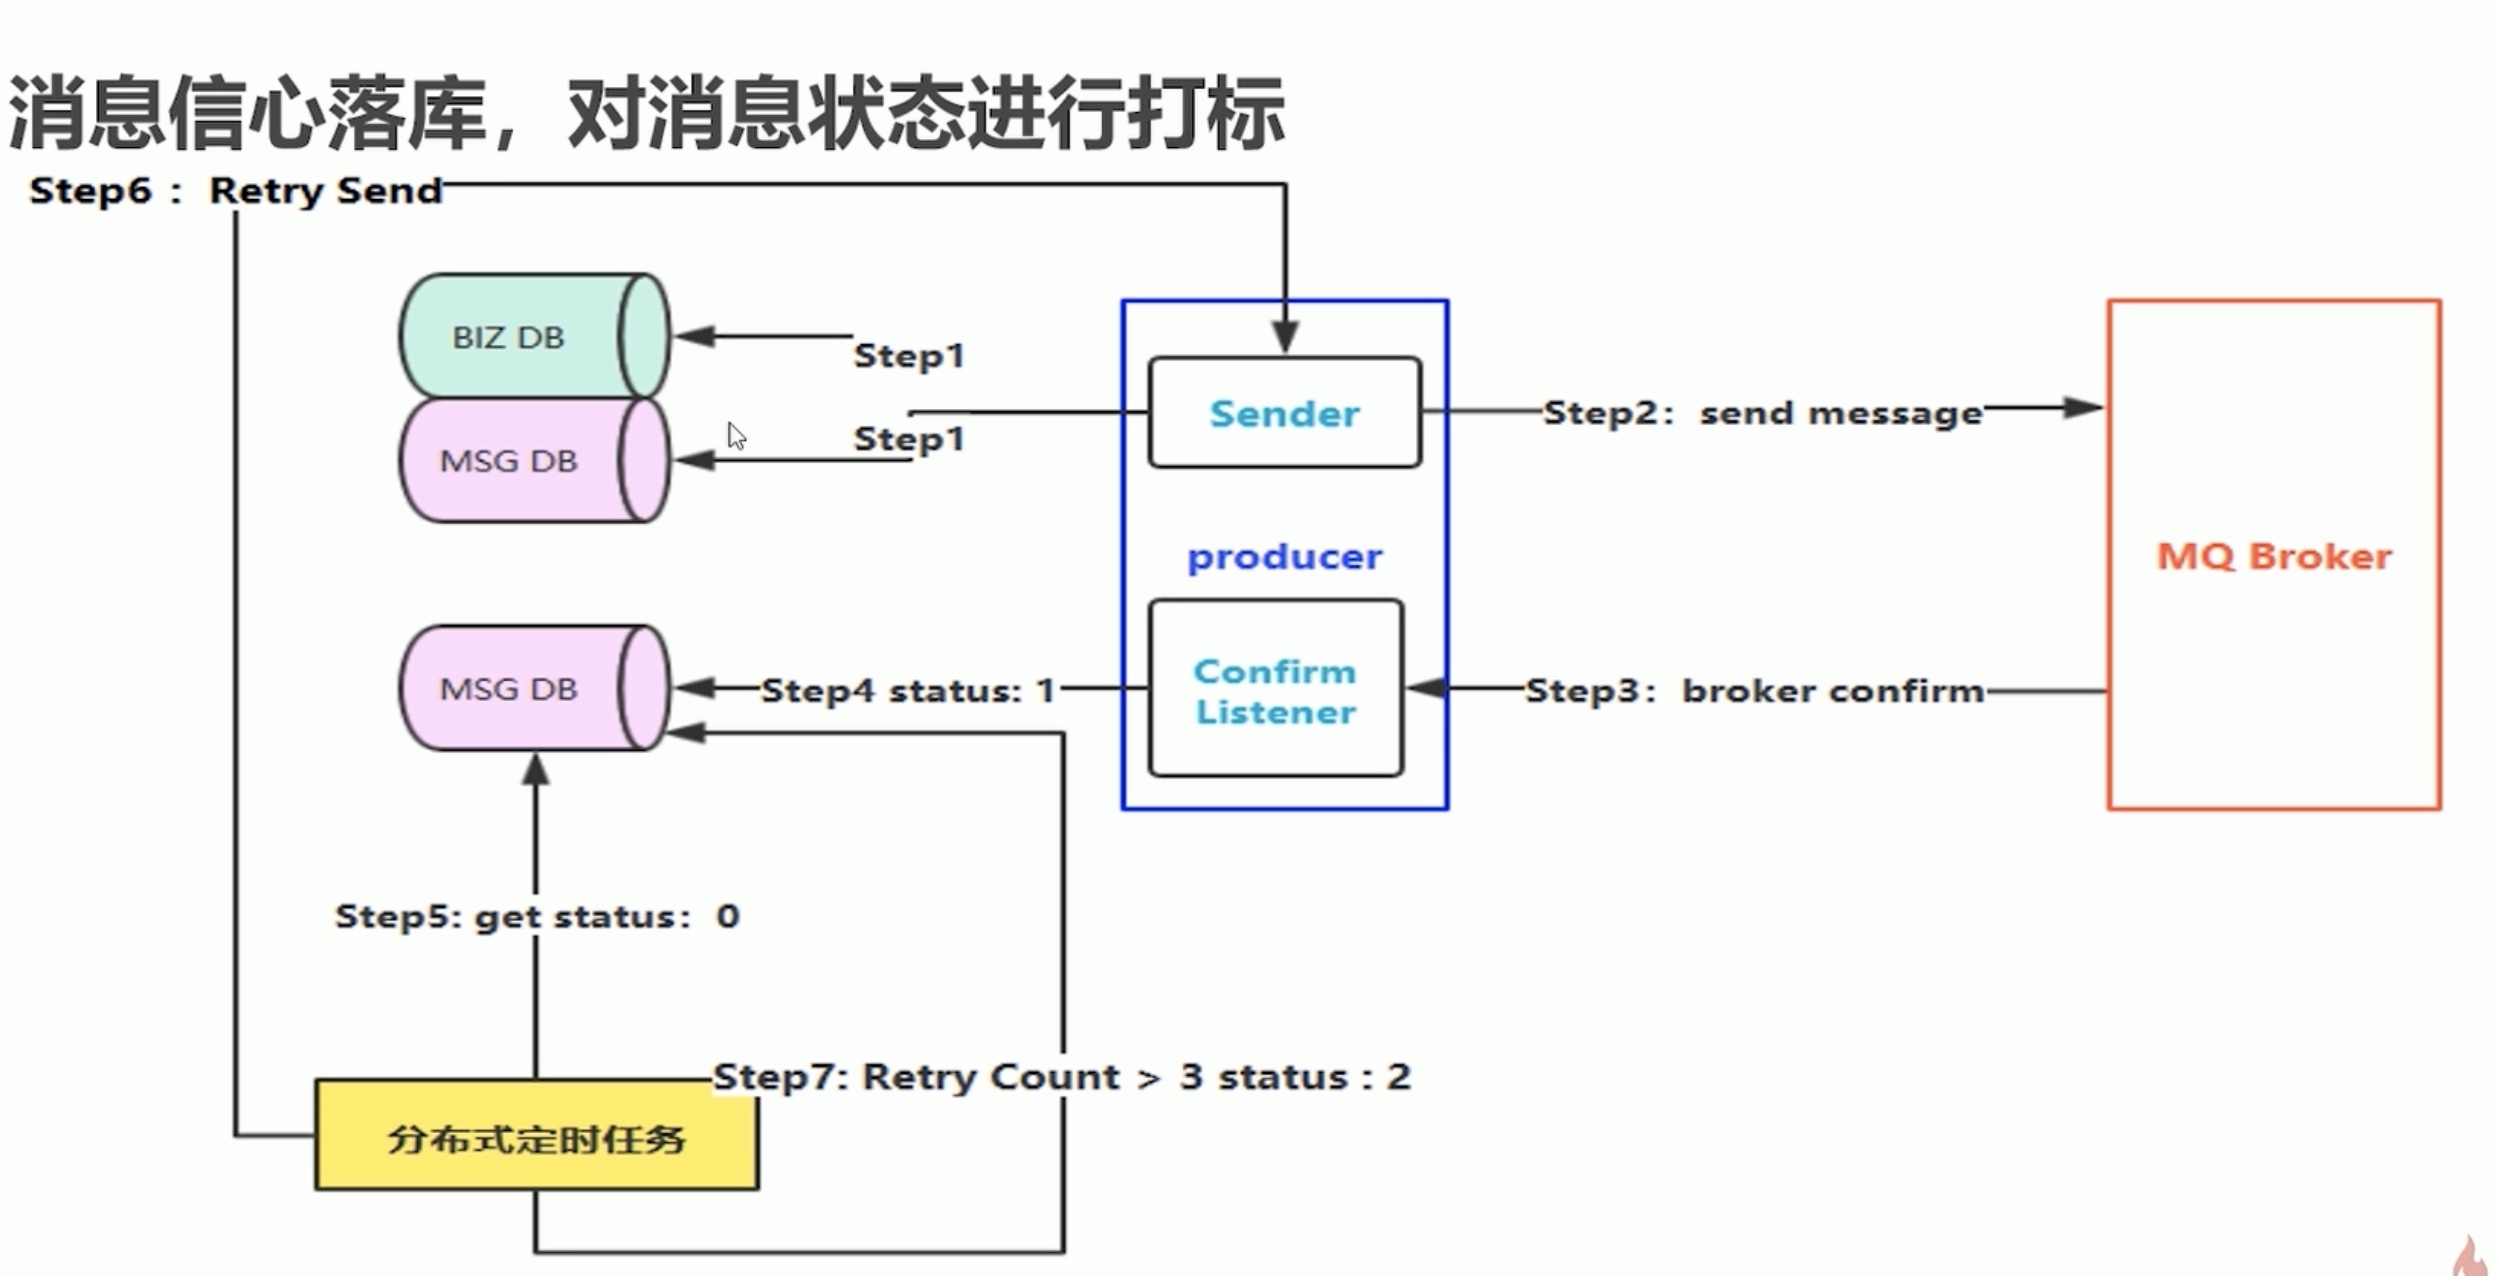 消息信心落库，对消息状态进行打标
Step6： Retry Send
BIZ DB
Step1
MSG DB
Step1
Sender
Step2: send message
producer
MQ Broker
MSG DB
Step4 status: 1
Confirm
Listener
Step3: broker confirm
Step5: get status: 0
Step7: Retry Count > 3 status : 2
分布式定时任务